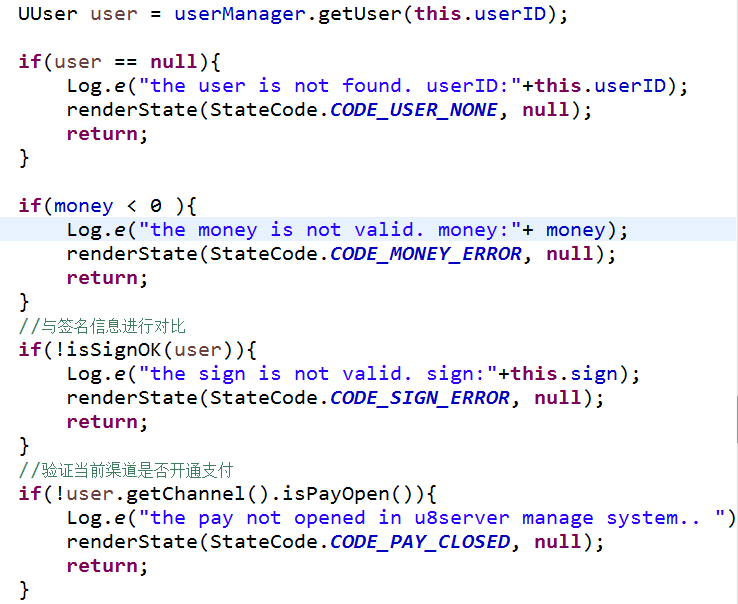 UUser user = userManager.getUser(this.userID);
if(user == null){
Log.e("the user is not found. userID:"+this.userID);
renderState(StateCode.CODE_USER_NONE, null);
return;
}
if(money < 0 ){
Log.e("the money is not valid. money:"+ money);
renderState(StateCode.CODE_MONEY_ERROR, null);
return;
}
//与签名信息进行对比
if(!isSignOK(user)){
Log.e("the sign is not valid. sign:"+this.sign);
renderState(StateCode.CODE_SIGN_ERROR, null);
return;
}
//验证当前渠道是否开通支付
if(!user.getChannel().isPayOpen()){
Log.e("the pay not opened in u8server manage system.. ")
renderState(StateCode.CODE_PAY_CLOSED, null);
return;
}